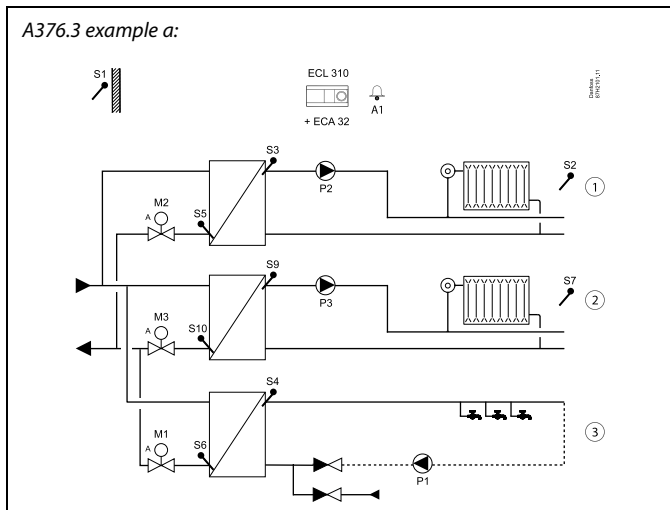 A376.3 example a:
S1
ECL 310
A1
+ ECA 32
Danfoss
87H2101.11
S3
P2
S2
1
M2
A
S5
S9
P3
S7
2
M3
A
S10
S4
3
M1
A
S6
P1